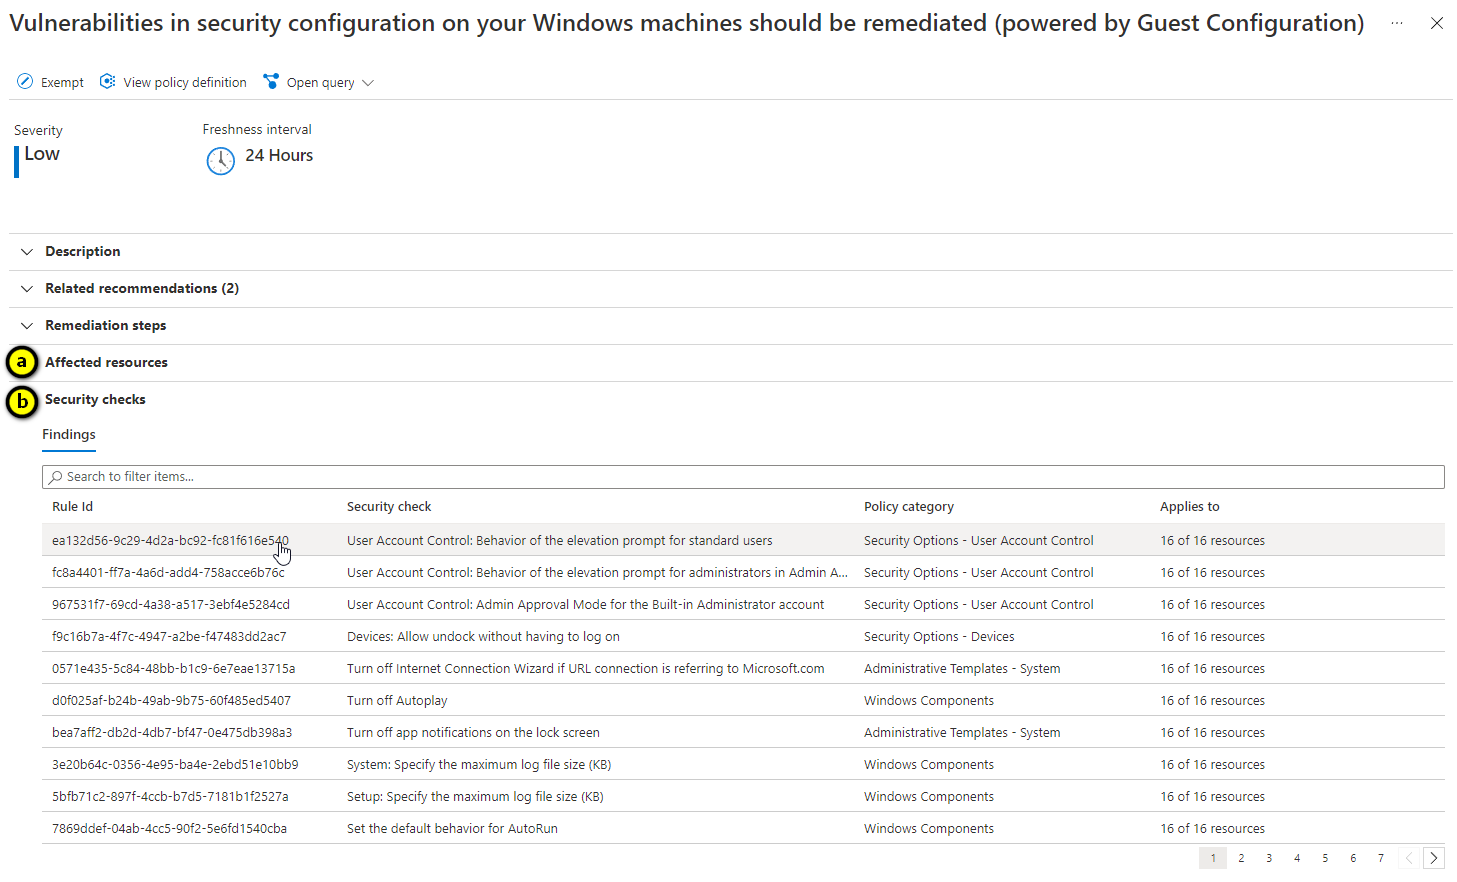 Vulnerabilities in security configuration on your Windows machines should be remediated (powered by Guest Configuration) ...
Exempt View policy definition Open query
Severity Freshness interval
Low 24 Hours
Description
Related recommendations (2)
Remediation steps
a Affected resources
b Security checks
Findings
Search to filter items...
Rule Id Security check Policy category Applies to
ea132d56-9c29-4d2a-bc92-fc81f616e540 User Account Control: Behavior of the elevation prompt for standard users Security Options - User Account Control 16 of 16 resources
fc8a4401-ff7a-4a6d-add4-758acce6b76c User Account Control: Behavior of the elevation prompt for administrators in Admin A... Security Options - User Account Control 16 of 16 resources
967531f7-69cd-4a38-a517-3ebf4e5284cd User Account Control: Admin Approval Mode for the Built-in Administrator account Security Options - User Account Control 16 of 16 resources
f9c16b7a-4f7c-4947-a2be-f47483dd2ac7 Devices: Allow undock without having to log on Security Options - Devices 16 of 16 resources
0571e435-5c84-48bb-b1c9-6e7eae13715a Turn off Internet Connection Wizard if URL connection is referring to Microsoft.com Administrative Templates - System 16 of 16 resources
d0f025af-b24b-49ab-9b75-60f485ed5407 Turn off Autoplay Windows Components 16 of 16 resources
bea7aff2-db2d-4db7-bf47-0e475db398a3 Turn off app notifications on the lock screen Administrative Templates - System 16 of 16 resources
3e20b64c-0356-4e95-ba4e-2ebd51e10bb9 System: Specify the maximum log file size (KB) Windows Components 16 of 16 resources
5bfb71c2-897f-4ccb-b7d5-7181b1f2527a Setup: Specify the maximum log file size (KB) Windows Components 16 of 16 resources
7869ddef-04ab-4cc5-90f2-5e6fd1540cba Set the default behavior for AutoRun Windows Components 16 of 16 resources
1 2 3 4 5 6 7